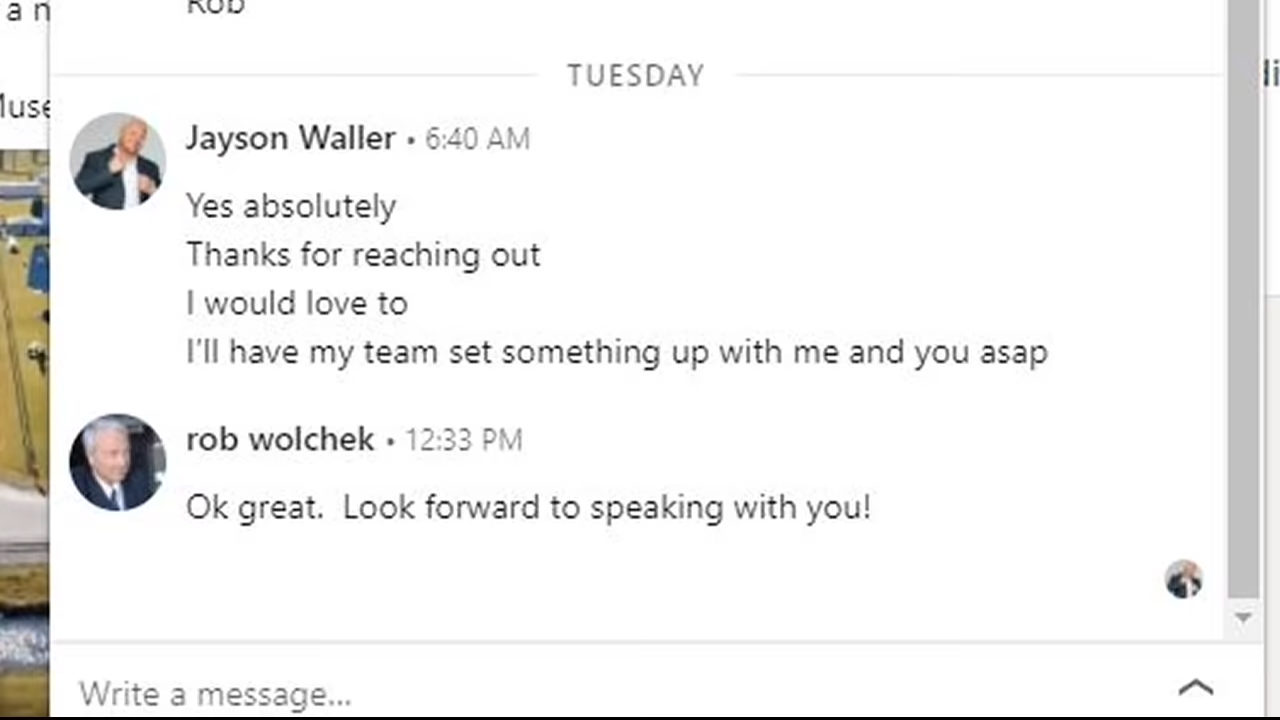 a n
Rob
TUESDAY
Jayson Waller • 6:40 AM
Yes absolutely
Thanks for reaching out
I would love to
I'll have my team set something up with me and you asap
rob wolchek • 12:33 PM
Ok great.  Look forward to speaking with you!
Write a message...